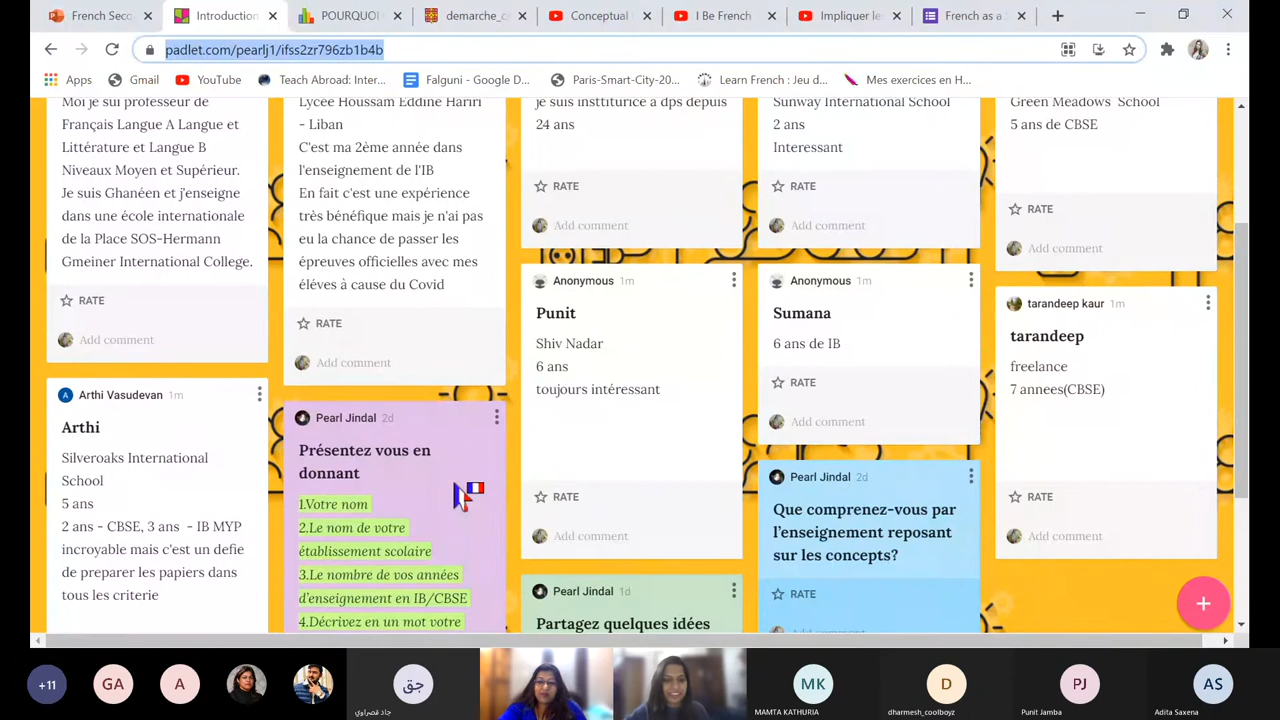 French Seco
Introduction
POURQUOI
demarche_c
Conceptual
I Be French
Impliquer le
French as a
padlet.com/pearlj1/ifss2zr796zb1b4b
Apps
Gmail
YouTube
Teach Abroad: Inter...
Falguni - Google D...
Paris-Smart-City-20...
Learn French : Jeu d...
Mes exercices en H...
Moi je sui professeur de
Français Langue A Langue et
Littérature et Langue B
Niveaux Moyen et Supérieur.
Je suis Ghanéen et j'enseigne
dans une école internationale
de la Place SOS-Hermann
Gmeiner International College.
RATE
Add comment
Arthi Vasudevan 1m
Arthi
Silveroaks International
School
5 ans
2 ans - CBSE, 3 ans - IB MYP
incroyable mais c'est un defie
de preparer les papiers dans
tous les criterie
Lycée Houssam Eddine Hariri
- Liban
C'est ma 2ème année dans
l'enseignement de l'IB
En fait c'est une expérience
très bénéfique mais je n'ai pas
eu la chance de passer les
épreuves officielles avec mes
éléves à cause du Covid
RATE
Add comment
Pearl Jindal 2d
Présentez vous en
donnant
1.Votre nom
2.Le nom de votre
établissement scolaire
3.Le nombre de vos années
d'enseignement en IB/CBSE
4.Décrivez en un mot votre
je suis insttiturice a dps depuis
24 ans
RATE
Add comment
Anonymous 1m
Punit
Shiv Nadar
6 ans
toujours intéressant
RATE
Add comment
Pearl Jindal 1d
Partagez quelques idées
Sunway International School
2 ans
Interessant
RATE
Add comment
Anonymous 1m
Sumana
6 ans de IB
RATE
Add comment
Pearl Jindal 2d
Que comprenez-vous par
l'enseignement reposant
sur les concepts?
RATE
Add comment
Green Meadows School
5 ans de CBSE
RATE
Add comment
tarandeep kaur 1m
tarandeep
freelance
7 annees(CBSE)
RATE
Add comment
+11
GA
A
جق
جاد قصراوي
MK
MAMTA KATHURIA
D
dharmesh_coolboyz
PJ
Punit Jamba
AS
Adita Saxena